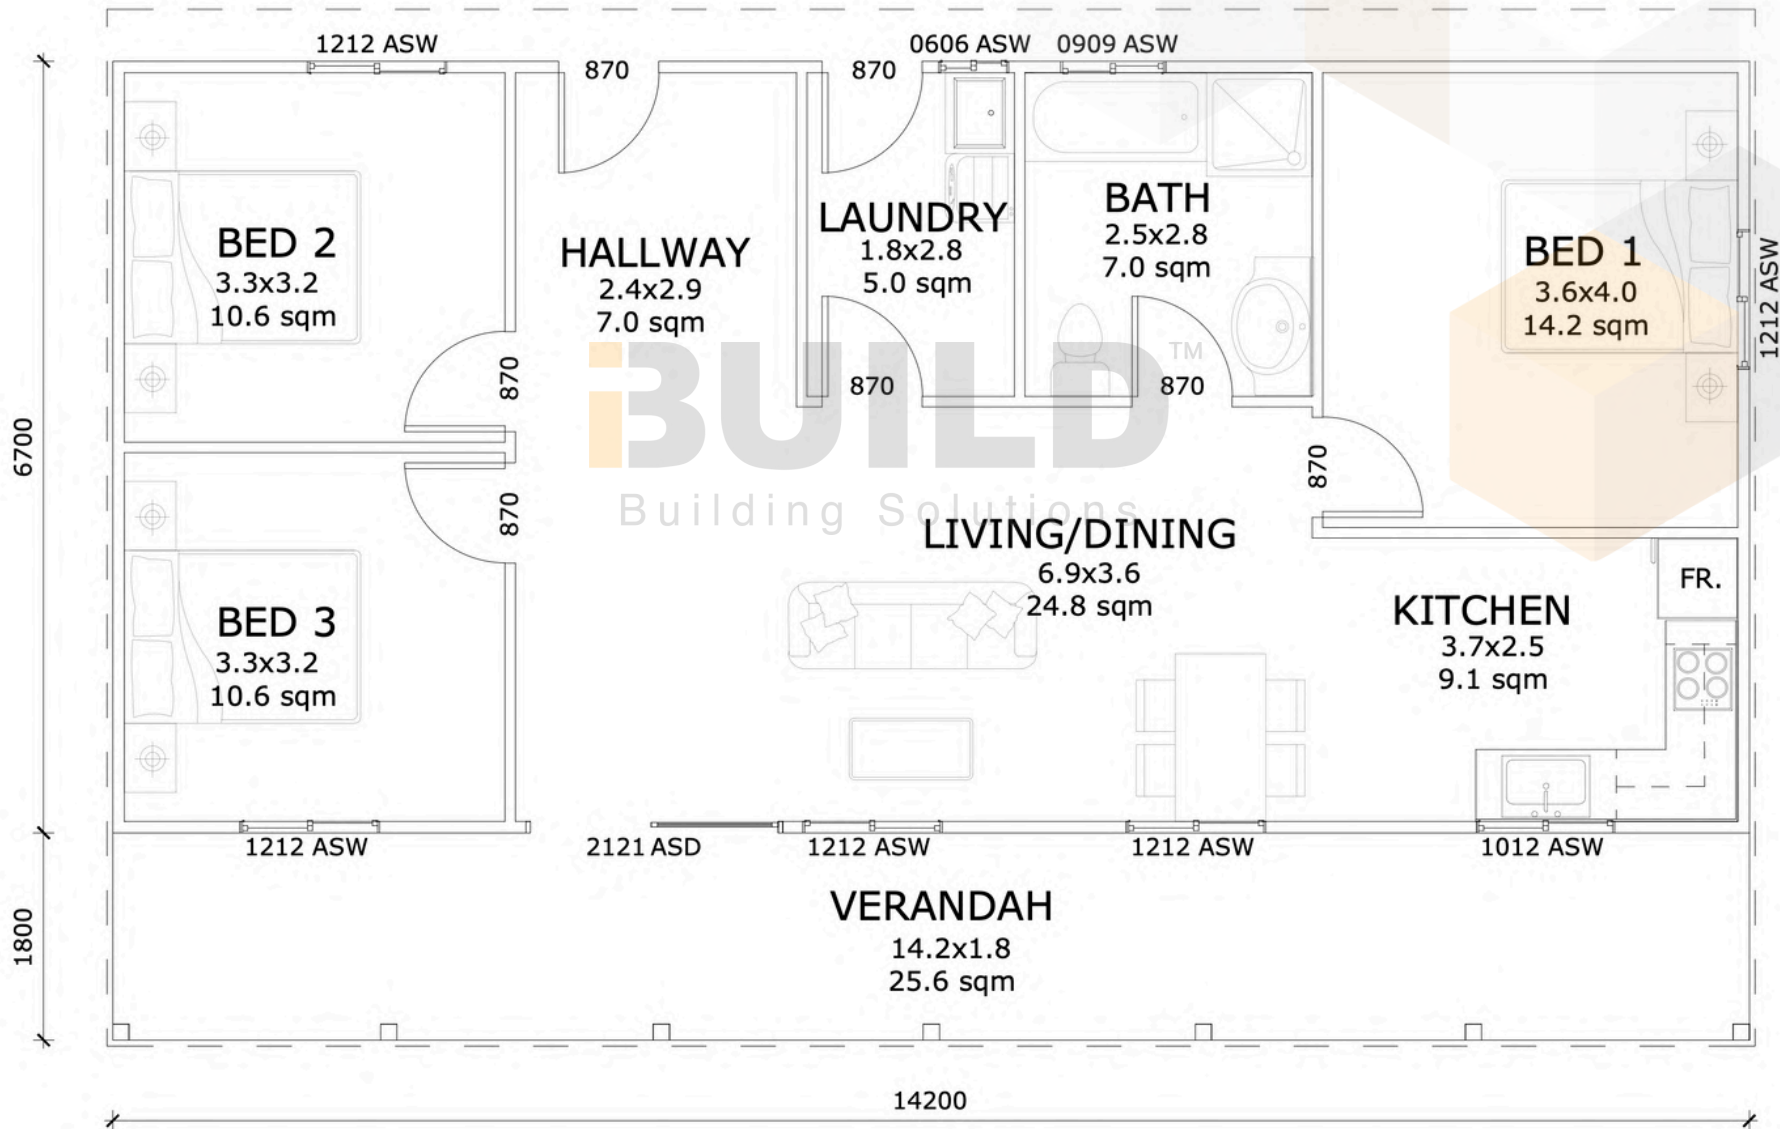 1212 ASW
0606 ASW
0909 ASW
870
870
BED 2
3.3x3.2
10.6 sqm
HALLWAY
2.4x2.9
7.0 sqm
LAUNDRY
1.8x2.8
5.0 sqm
BATH
2.5x2.8
7.0 sqm
BED 1
3.6x4.0
14.2 sqm
1212 ASW
870
870
870
iBUILD™
Building Solutions
6700
870
870
LIVING/DINING
6.9x3.6
24.8 sqm
FR.
KITCHEN
3.7x2.5
9.1 sqm
BED 3
3.3x3.2
10.6 sqm
1212 ASW
2121 ASD
1212 ASW
1212 ASW
1012 ASW
1800
VERANDAH
14.2x1.8
25.6 sqm
14200